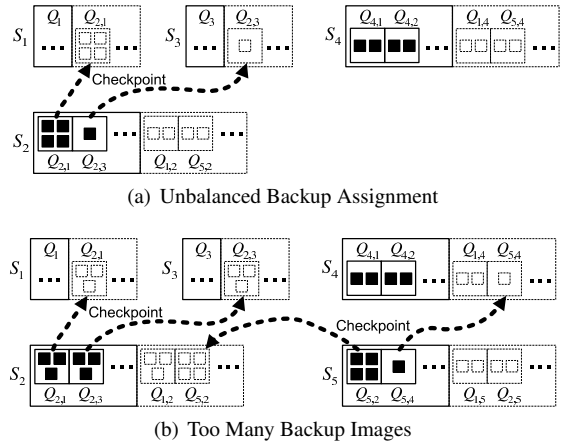 Q1 Q2,1 Q3 Q2,3 Q4,1 Q4,2 Q1,4 Q5,4
S1 ... ... S3 ... ... S4 ... ...
Checkpoint
S2 ... ...
Q2,1 Q2,3 Q1,2 Q5,2
(a) Unbalanced Backup Assignment
Q1 Q2,1 Q3 Q2,3 Q4,1 Q4,2 Q1,4 Q5,4
S1 ... ... S3 ... ... S4 ... ...
Checkpoint Checkpoint
S2 ... ... S5 ... ...
Q2,1 Q2,3 Q1,2 Q5,2 Q5,2 Q5,4 Q1,5 Q2,5
(b) Too Many Backup Images